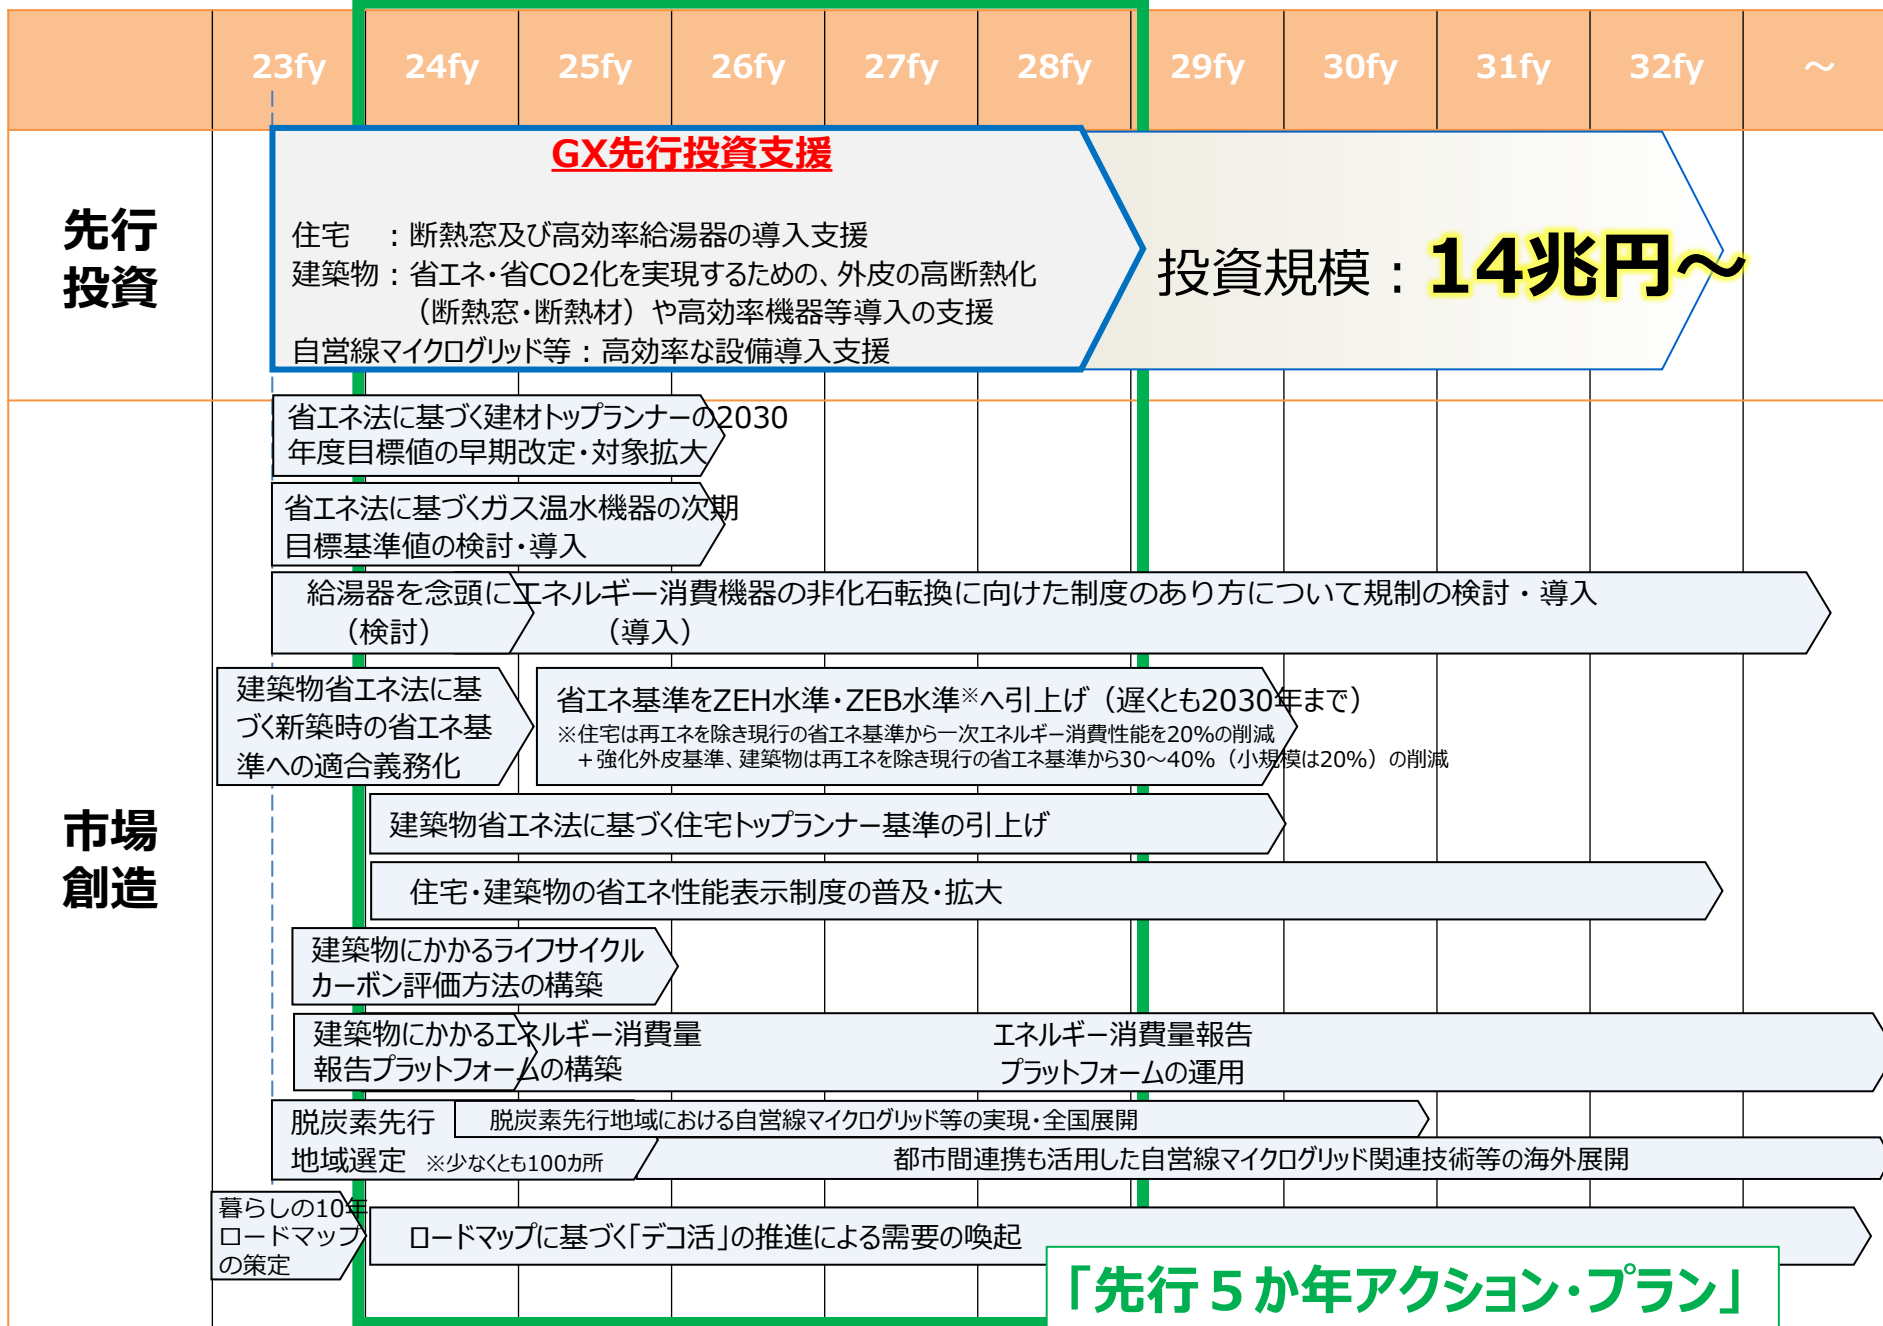 23fy 24fy 25fy 26fy 27fy 28fy 29fy 30fy 31fy 32fy ～
先行
投資
GX先行投資支援
住宅　：断熱窓及び高効率給湯器の導入支援
建築物：省エネ・省CO2化を実現するための、外皮の高断熱化
（断熱窓・断熱材）や高効率機器等導入の支援
自営線マイクログリッド等：高効率な設備導入支援
投資規模：14兆円～
市場
創造
省エネ法に基づく建材トップランナーの2030
年度目標値の早期改定・対象拡大
省エネ法に基づくガス温水機器の次期
目標基準値の検討・導入
給湯器を念頭にエネルギー消費機器の非化石転換に向けた制度のあり方について規制の検討・導入
（検討）　（導入）
建築物省エネ法に基
づく新築時の省エネ基
準への適合義務化
省エネ基準をZEH水準・ZEB水準※へ引上げ（遅くとも2030年まで）
※住宅は再エネを除き現行の省エネ基準から一次エネルギー消費性能を20%の削減
＋強化外皮基準、建築物は再エネを除き現行の省エネ基準から30～40%（小規模は20%）の削減
建築物省エネ法に基づく住宅トップランナー基準の引上げ
住宅・建築物の省エネ性能表示制度の普及・拡大
建築物にかかるライフサイクル
カーボン評価方法の構築
建築物にかかるエネルギー消費量
報告プラットフォームの構築
エネルギー消費量報告
プラットフォームの運用
脱炭素先行
地域選定　※少なくとも100カ所
脱炭素先行地域における自営線マイクログリッド等の実現・全国展開
都市間連携も活用した自営線マイクログリッド関連技術等の海外展開
暮らしの10年
ロードマップ
の策定
ロードマップに基づく「デコ活」の推進による需要の喚起
「先行５か年アクション・プラン」